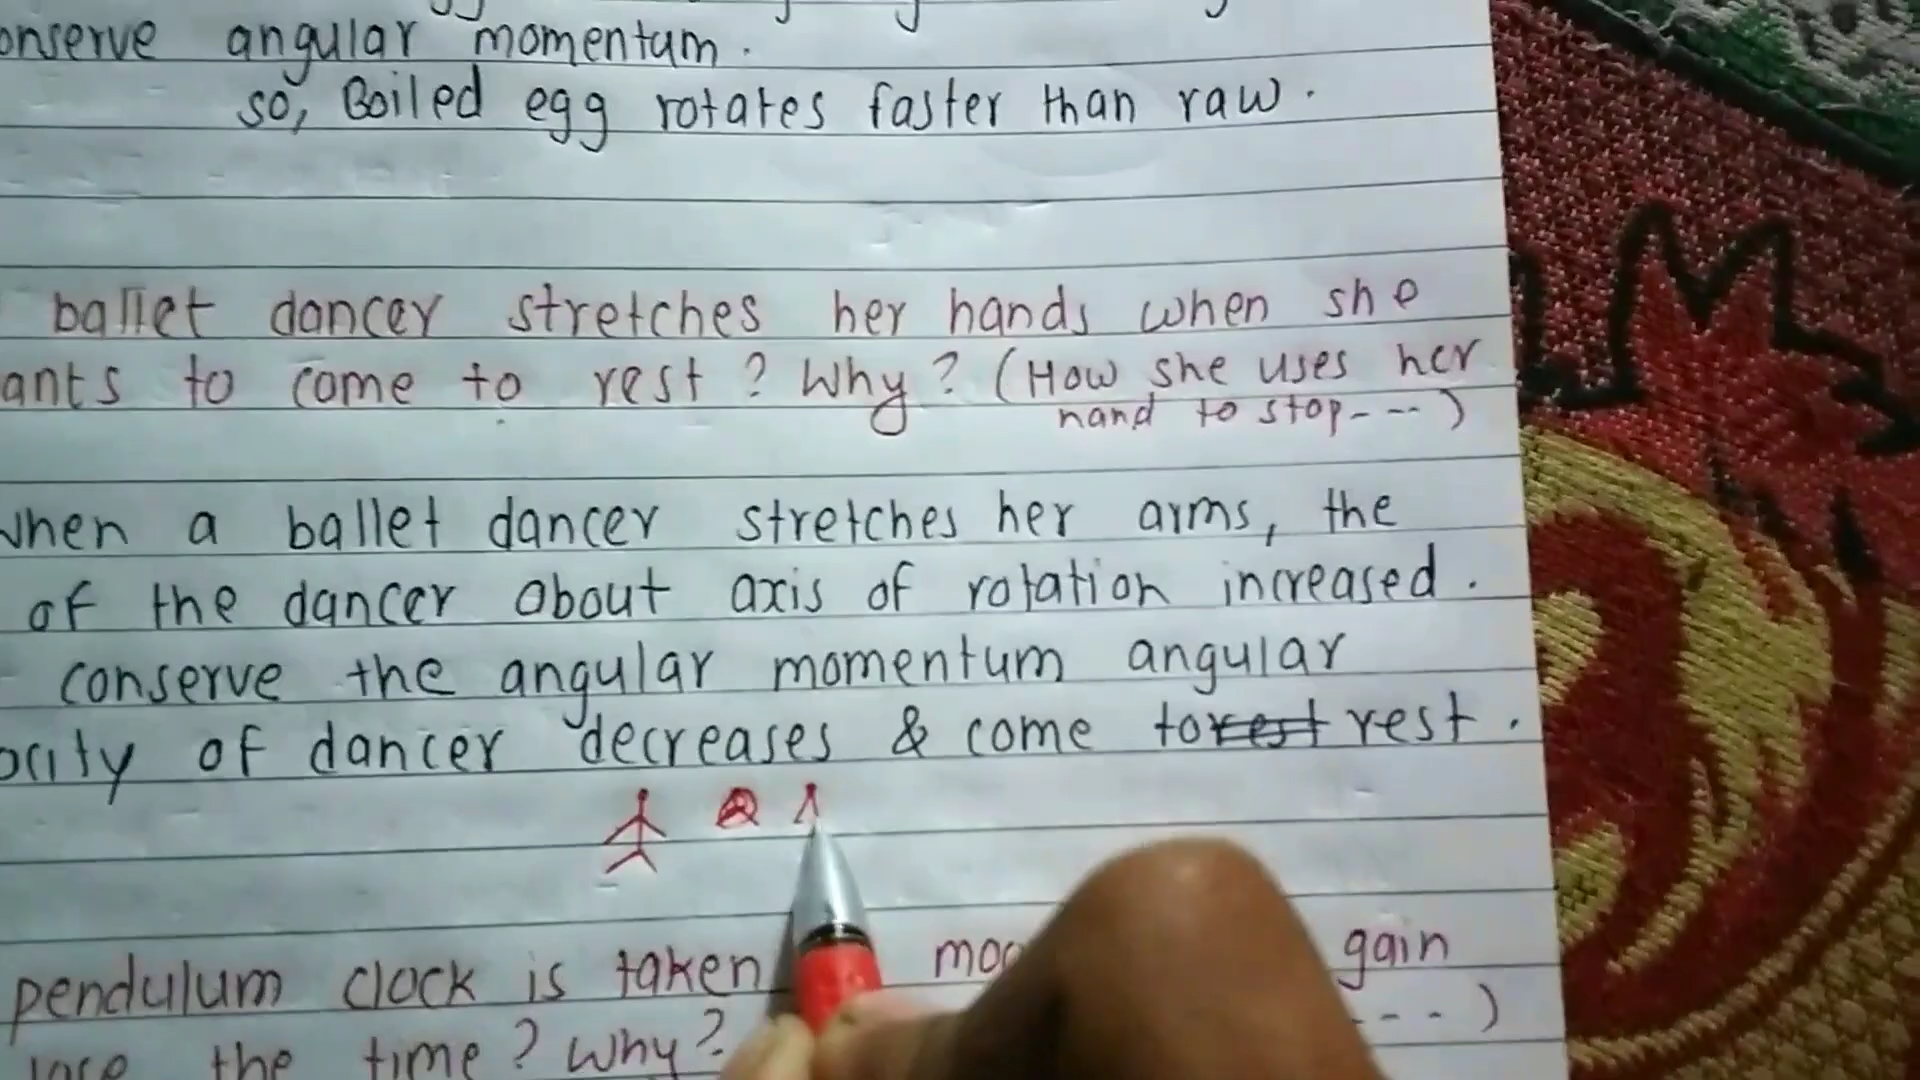 onserve angular momentum.
so, Boiled egg rotates faster than raw.
ballet dancer stretches her hands when she
ants to come to rest ? Why ? (How she uses her
hand to stop- -- )
when a ballet dancer stretches her arms, the
of the dancer about axis of rotation increased.
conserve the angular momentum angular
ocity of dancer decreases & come to rest rest.
pendulum clock is taken gain
the time ? Why? - - - )